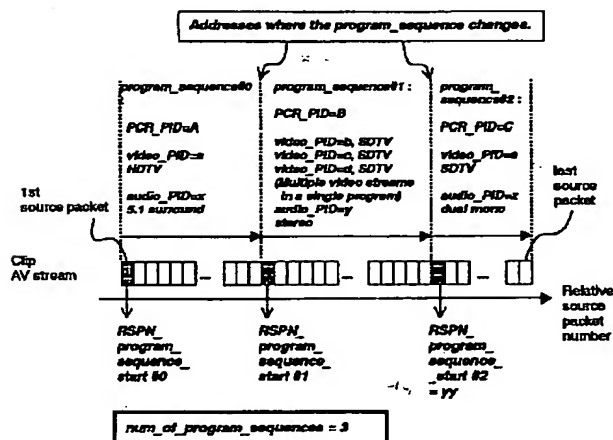 Addresses where the program_sequence changes.
program_sequence#0
PCR_PID=A
video_PID=a
HDTV
audio_PID=x
5.1 surround
program_sequence#1 :
PCR_PID=B
video_PID=b, SDTV
video_PID=c, SDTV
video_PID=d, SDTV
(Multiple video streams
in a single program)
audio_PID=y
stereo
program_
sequence#2 :
PCR_PID=C
video_PID=e
SDTV
audio_PID=z
dual mono
1st
source packet
last
source
packet
Clip
AV stream
Relative
source
packet
number
RSPN_
program_
sequence_
start #0
RSPN_
program_
sequence_
start #1
RSPN_
program_
sequence_
start #2
= yy
num_of_program_sequences = 3